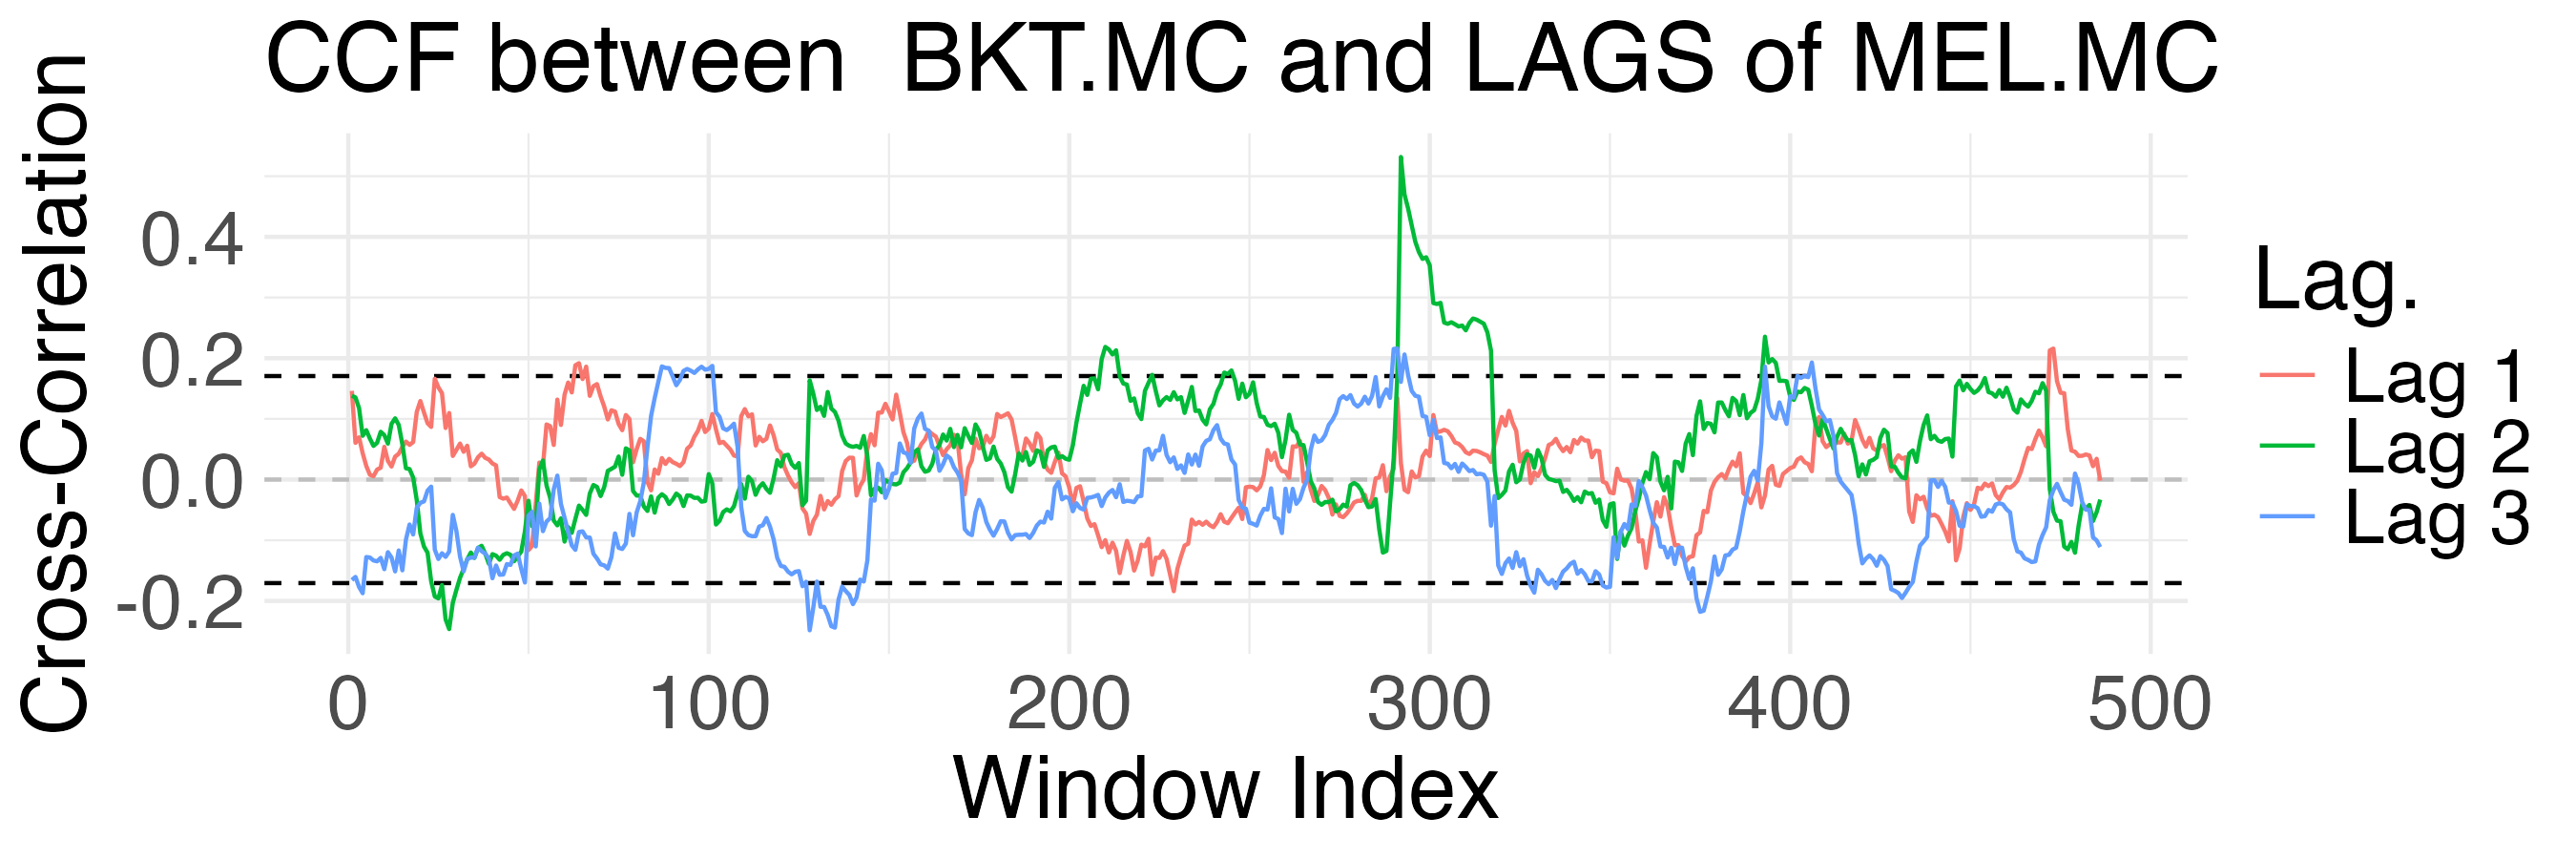 CCF between  BKT.MC and LAGS of MEL.MC
Cross-Correlation
0.4
0.2
0.0
-0.2
0 100 200 300 400 500
Window Index
Lag.
Lag 1
Lag 2
Lag 3